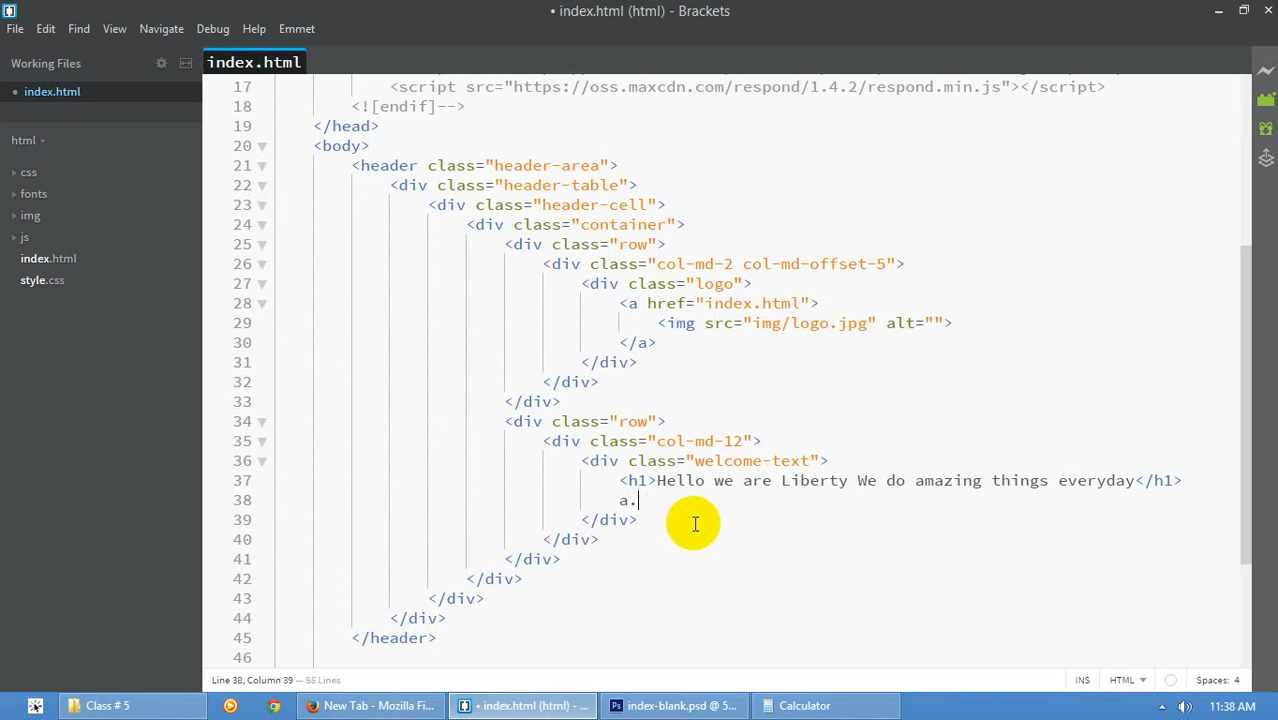 index.html (html) - Brackets
File Edit Find View Navigate Debug Help Emmet
Working Files
index.html
index.html
html
css
fonts
img
js
index.html
style.css
17 <script src="https://oss.maxcdn.com/respond/1.4.2/respond.min.js"></script>
18 <![endif]-->
19 </head>
20 <body>
21 <header class="header-area">
22 <div class="header-table">
23 <div class="header-cell">
24 <div class="container">
25 <div class="row">
26 <div class="col-md-2 col-md-offset-5">
27 <div class="logo">
28 <a href="index.html">
29 <img src="img/logo.jpg" alt="">
30 </a>
31 </div>
32 </div>
33 </div>
34 <div class="row">
35 <div class="col-md-12">
36 <div class="welcome-text">
37 <h1>Hello we are Liberty We do amazing things everyday</h1>
38 a.
39 </div>
40 </div>
41 </div>
42 </div>
43 </div>
44 </div>
45 </header>
46
Line 38, Column 39 — 55 Lines
INS HTML Spaces: 4
Class # 5
New Tab - Mozilla Fi...
• index.html (html) - ...
index-blank.psd @ 5...
Calculator
11:38 AM